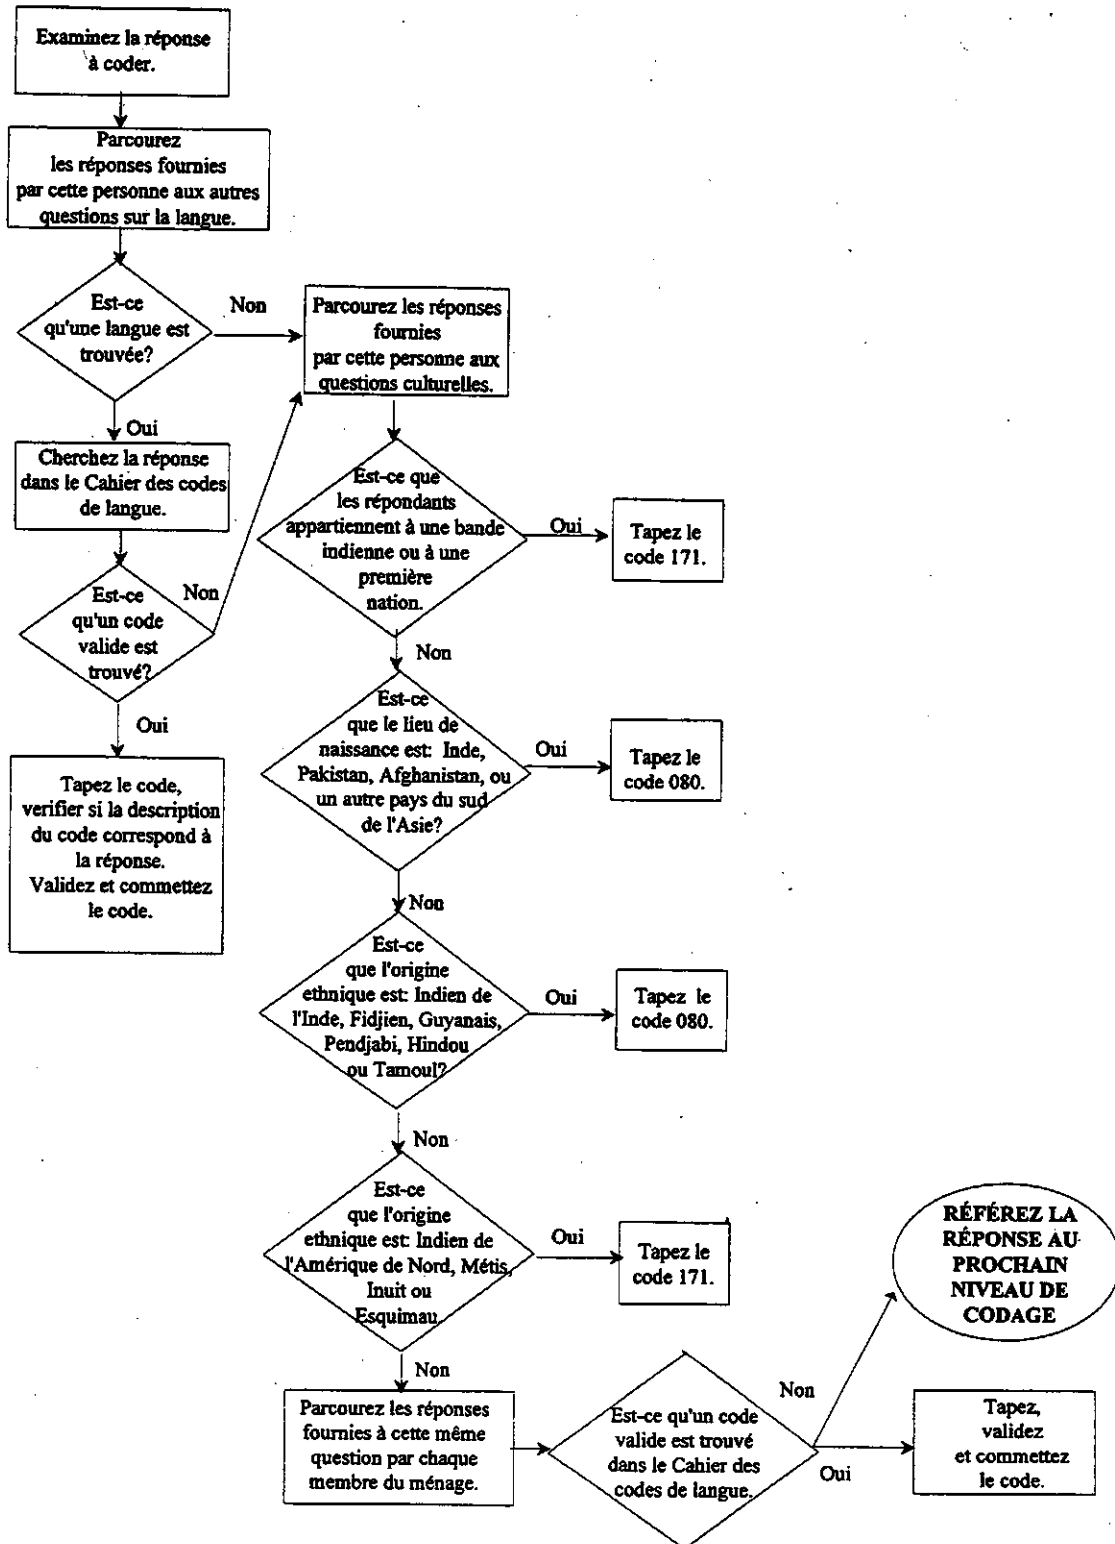 Examinez la réponse
à coder.
Parcourez
les réponses fournies
par cette personne aux autres
questions sur la langue.
Est-ce
qu'une langue est
trouvée?
Non
Oui
Cherchez la réponse
dans le Cahier des codes
de langue.
Est-ce
qu'un code
valide est
trouvé?
Non
Oui
Tapez le code,
verifier si la description
du code correspond à
la réponse.
Validez et commettez
le code.
Parcourez les réponses
fournies
par cette personne aux
questions culturelles.
Est-ce que
les répondants
appartiennent à une bande
indienne ou à une
première
nation.
Oui
Tapez le
code 171.
Non
Est-ce
que le lieu de
naissance est: Inde,
Pakistan, Afghanistan, ou
un autre pays du sud
de l'Asie?
Oui
Tapez le
code 080.
Non
Est-ce
que l'origine
ethnique est: Indien de
l'Inde, Fidjien, Guyanais,
Pendjabi, Hindou
ou Tamoul?
Oui
Tapez le
code 080.
Non
Est-ce
que l'origine
ethnique est: Indien de
l'Amérique de Nord, Métis,
Inuit ou
Esquimau
Oui
Tapez le
code 171.
Non
Parcourez les réponses
fournies à cette même
question par chaque
membre du ménage.
Est-ce qu'un code
valide est trouvé
dans le Cahier des
codes de langue.
Non
RÉFÉREZ LA
RÉPONSE AU
PROCHAIN
NIVEAU DE
CODAGE
Oui
Tapez,
validez
et commettez
le code.